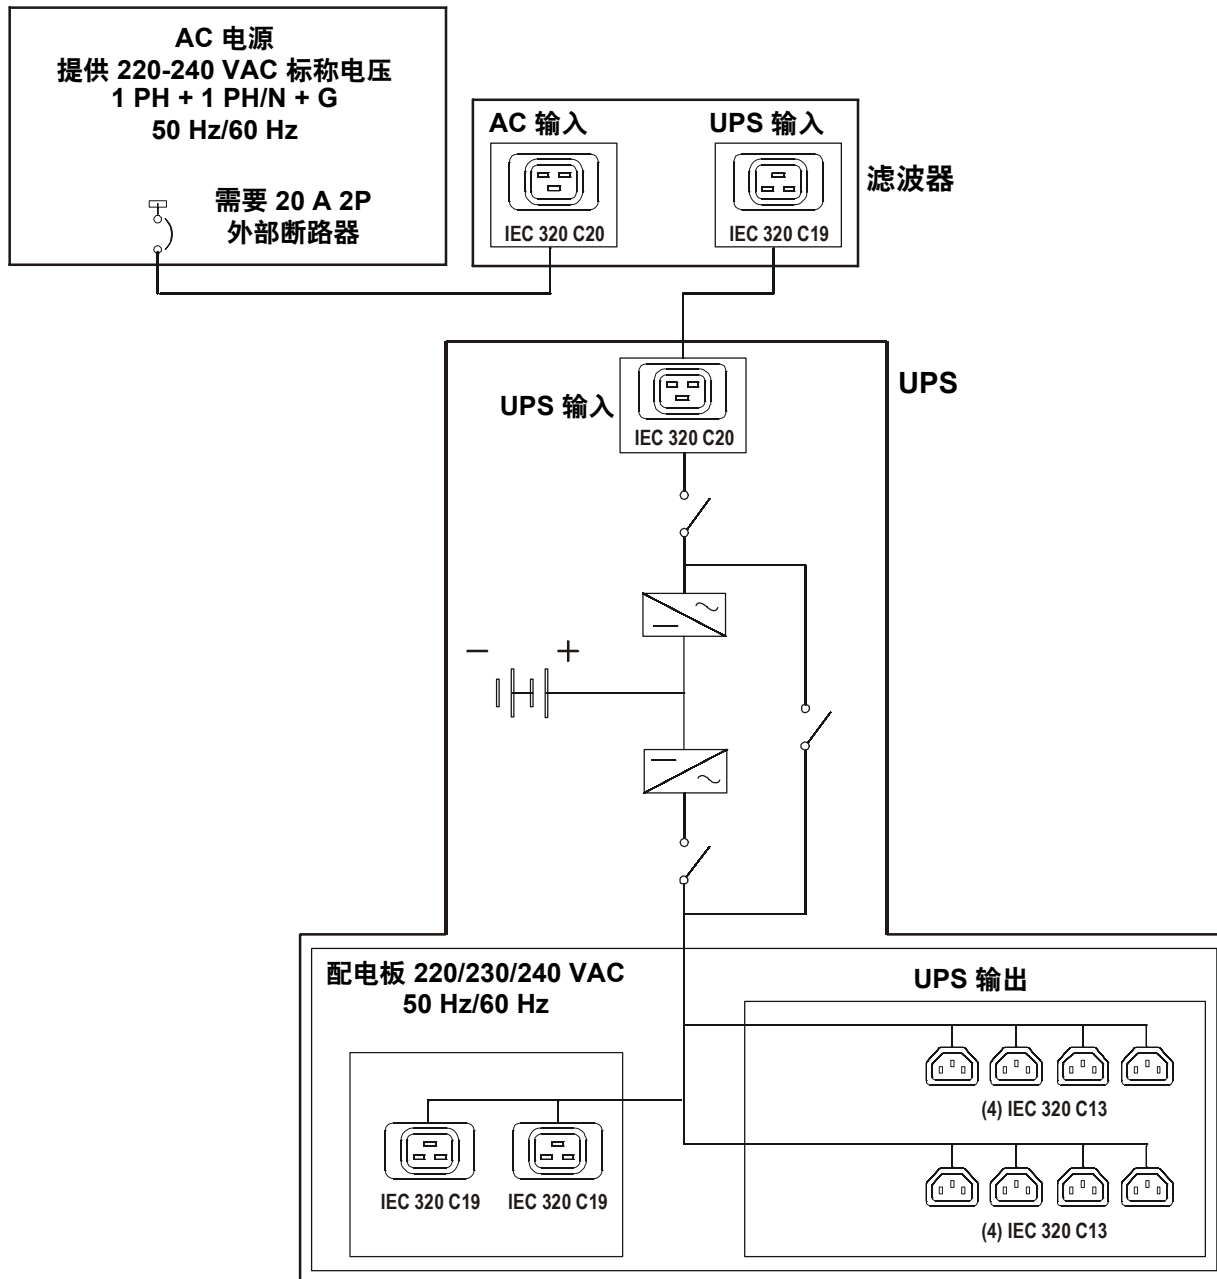 AC 电源
提供 220-240 VAC 标称电压
1 PH + 1 PH/N + G
50 Hz/60 Hz
需要 20 A 2P
外部断路器
AC 输入
UPS 输入
IEC 320 C20
IEC 320 C19
滤波器
UPS 输入
IEC 320 C20
UPS
配电板 220/230/240 VAC
50 Hz/60 Hz
IEC 320 C19
IEC 320 C19
UPS 输出
(4) IEC 320 C13
(4) IEC 320 C13